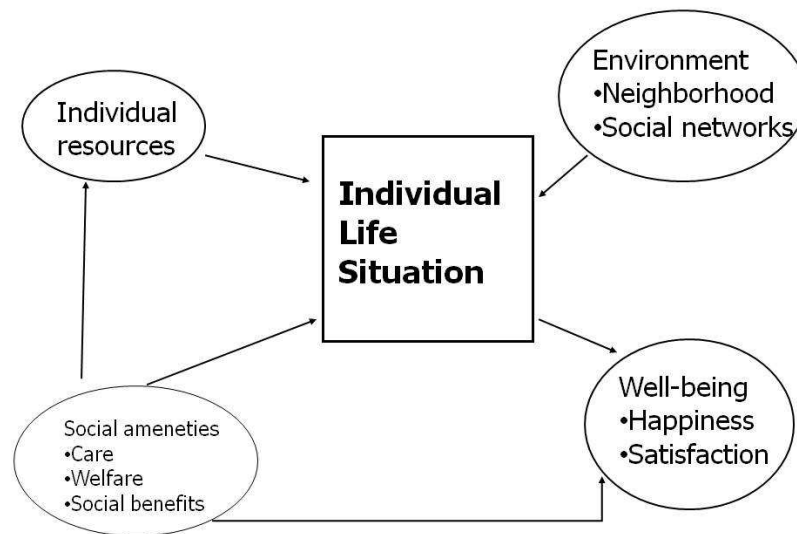 Individual
resources
Environment
•Neighborhood
•Social networks
Individual
Life
Situation
Social ameneties
•Care
•Welfare
•Social benefits
Well-being
•Happiness
•Satisfaction